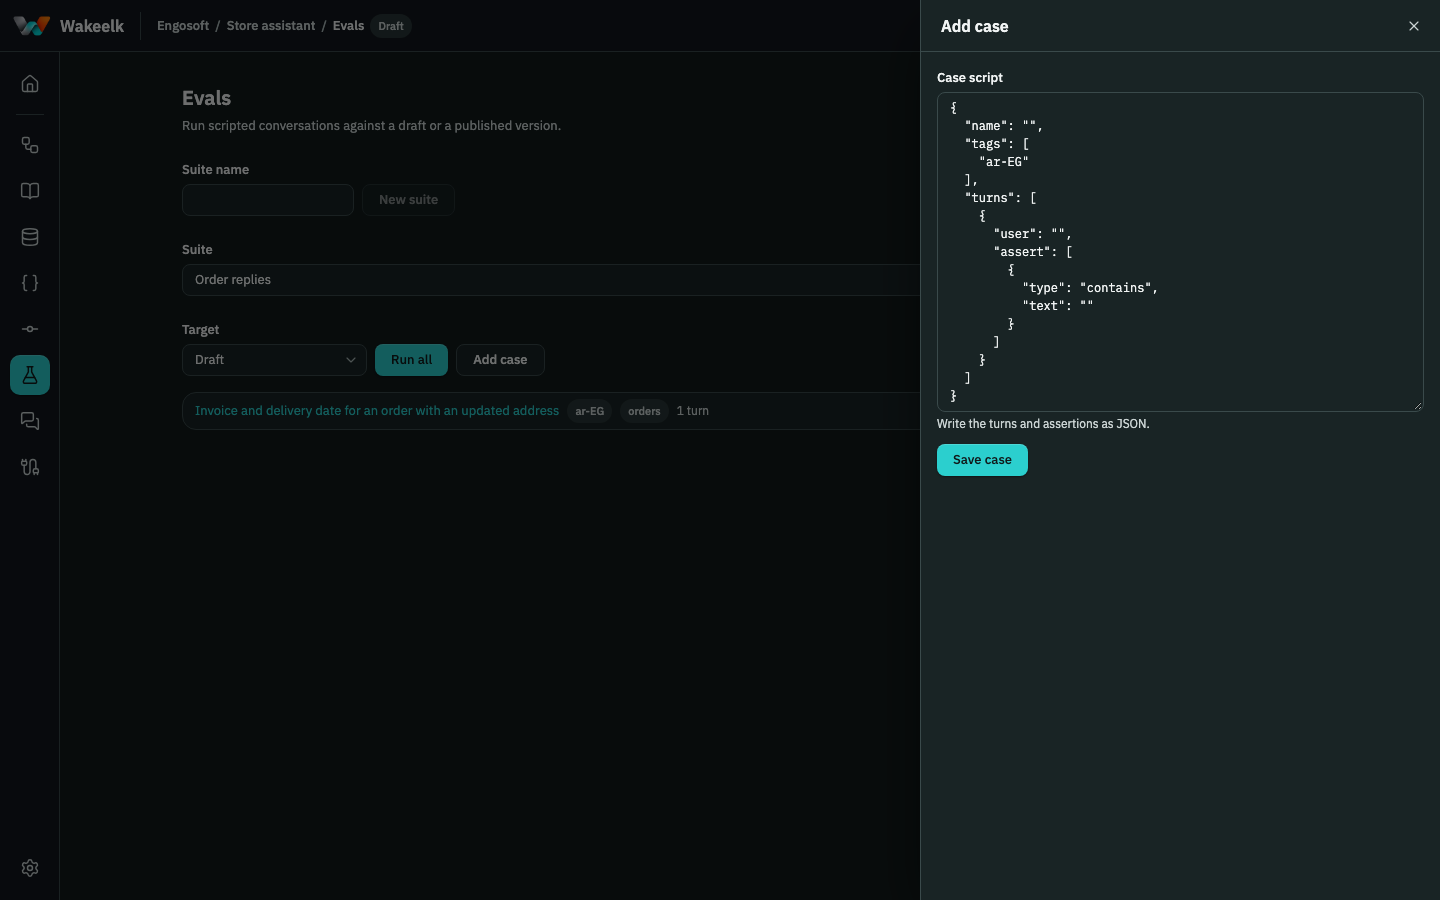 Wakeelk
Engosoft / Store assistant / Evals Draft
Evals
Run scripted conversations against a draft or a published version.
Suite name
New suite
Suite
Order replies
Target
Draft Run all Add case
Invoice and delivery date for an order with an updated address ar-EG orders 1 turn
Add case
Case script
{
  "name": "",
  "tags": [
    "ar-EG"
  ],
  "turns": [
    {
      "user": "",
      "assert": [
        {
          "type": "contains",
          "text": ""
        }
      ]
    }
  ]
}
Write the turns and assertions as JSON.
Save case